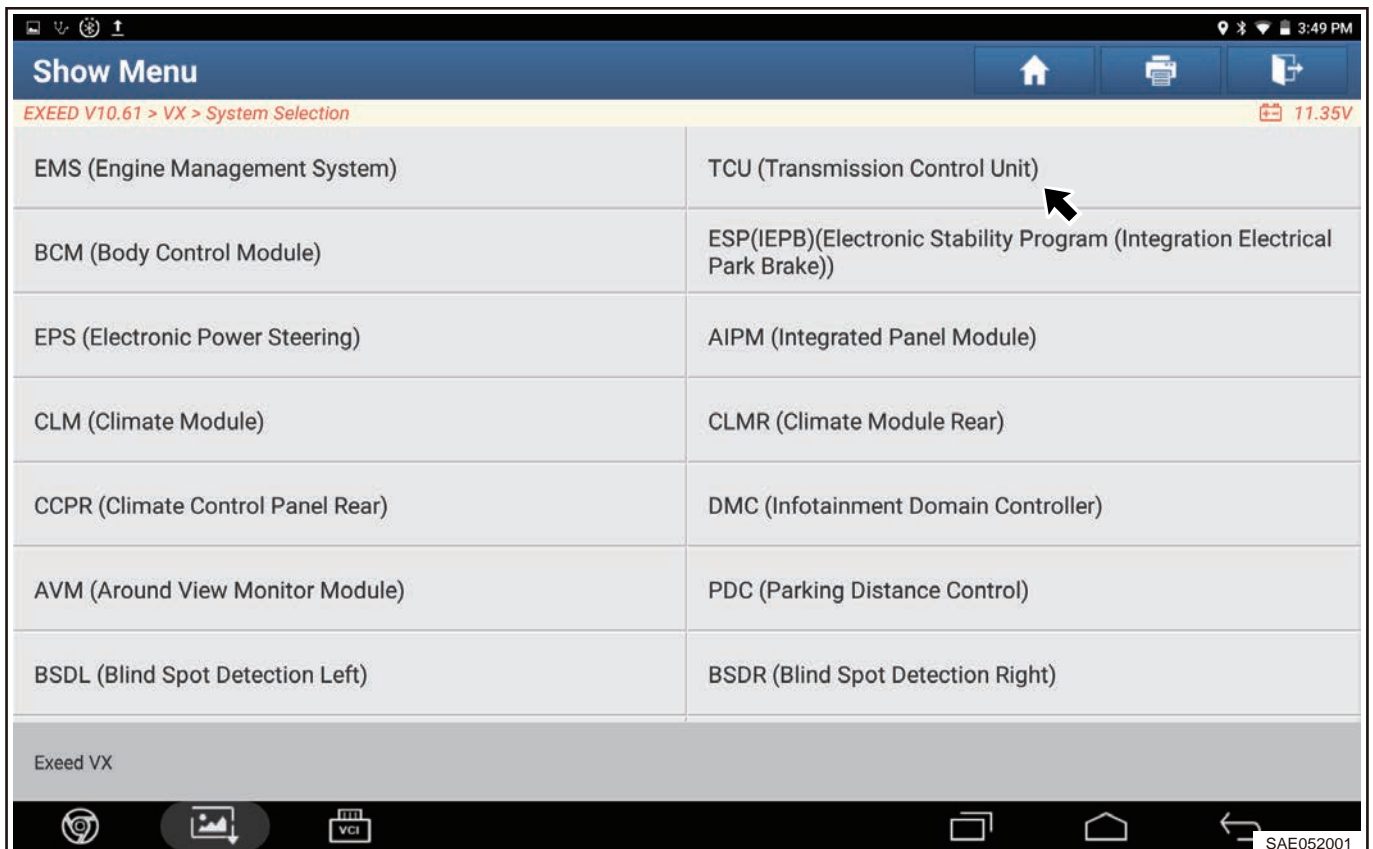 3:49 PM
Show Menu
EXEED V10.61 > VX > System Selection
11.35V
EMS (Engine Management System)
TCU (Transmission Control Unit)
BCM (Body Control Module)
ESP(IEPB)(Electronic Stability Program (Integration Electrical
Park Brake))
EPS (Electronic Power Steering)
AIPM (Integrated Panel Module)
CLM (Climate Module)
CLMR (Climate Module Rear)
CCPR (Climate Control Panel Rear)
DMC (Infotainment Domain Controller)
AVM (Around View Monitor Module)
PDC (Parking Distance Control)
BSDL (Blind Spot Detection Left)
BSDR (Blind Spot Detection Right)
Exeed VX
VCI
SAE052001